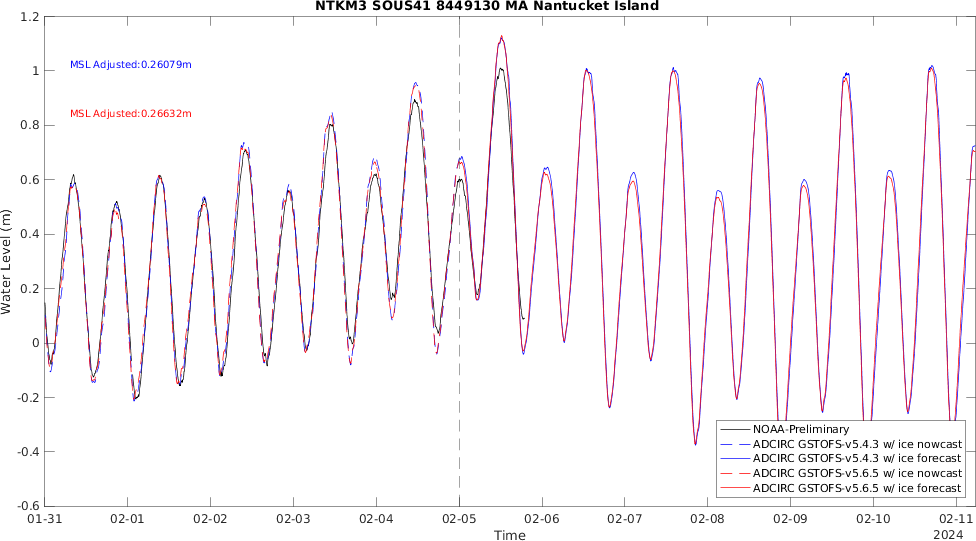 NTKM3 SOUS41 8449130 MA Nantucket Island
1.2
1
0.8
0.6
0.4
0.2
0
-0.2
-0.4
-0.6
Water Level (m)
MSL Adjusted:0.26079m
MSL Adjusted:0.26632m
NOAA-Preliminary
ADCIRC GSTOFS-v5.4.3 w/ ice nowcast
ADCIRC GSTOFS-v5.4.3 w/ ice forecast
ADCIRC GSTOFS-v5.6.5 w/ ice nowcast
ADCIRC GSTOFS-v5.6.5 w/ ice forecast
01-31 02-01 02-02 02-03 02-04 02-05 02-06 02-07 02-08 02-09 02-10 02-11
Time
2024